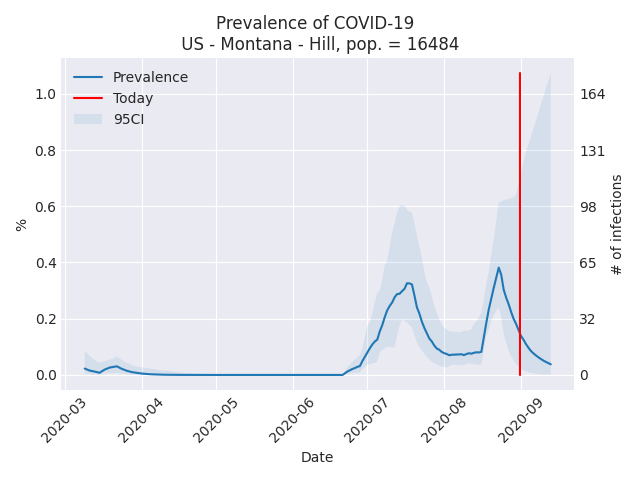 Prevalence of COVID-19
US - Montana - Hill, pop. = 16484
Prevalence
Today
95CI
1.0
0.8
0.6
0.4
0.2
0.0
%
164
131
98
65
32
0
# of infections
2020-03
2020-04
2020-05
2020-06
2020-07
2020-08
2020-09
Date